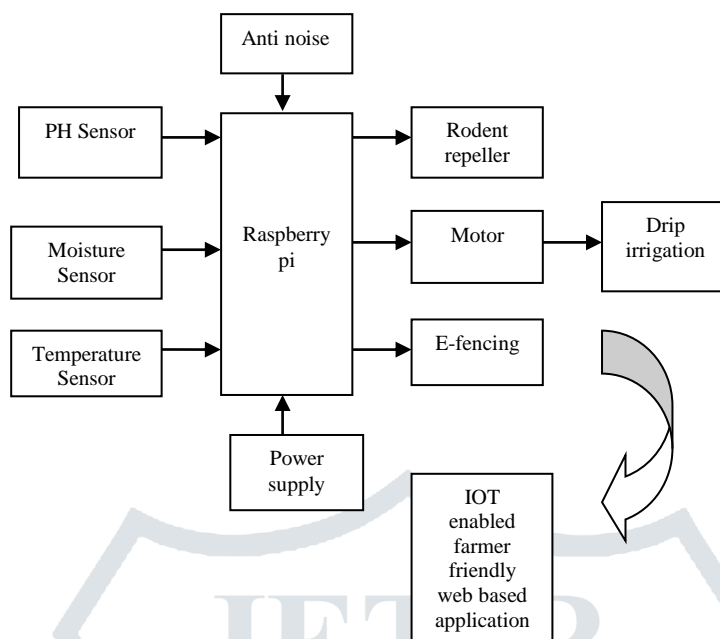 Anti noise
PH Sensor
Rodent
repeller
Moisture
Sensor
Raspberry
pi
Motor
Drip
irrigation
Temperature
Sensor
E-fencing
Power
supply
IOT
enabled
farmer
friendly
web based
application